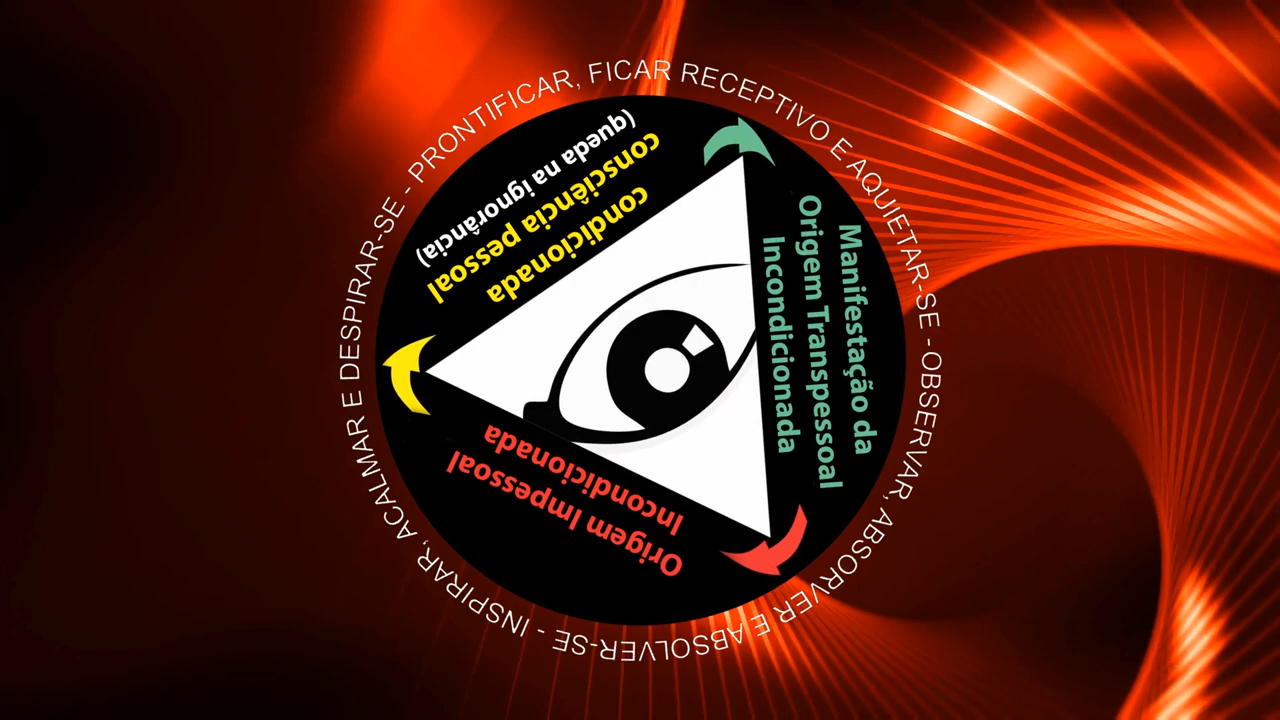 PRONTIFICAR, FICAR RECEPTIVO E AQUIETAR-SE - OBSERVAR, ABSORVER E ABSOLVER-SE - INSPIRAR, ACALMAR E DESPIRAR-SE -
(queda na ignorância)
consciência pessoal
condicionada
Manifestação da
Origem Transpessoal
Incondicionada
Origem Impessoal
Incondicionada